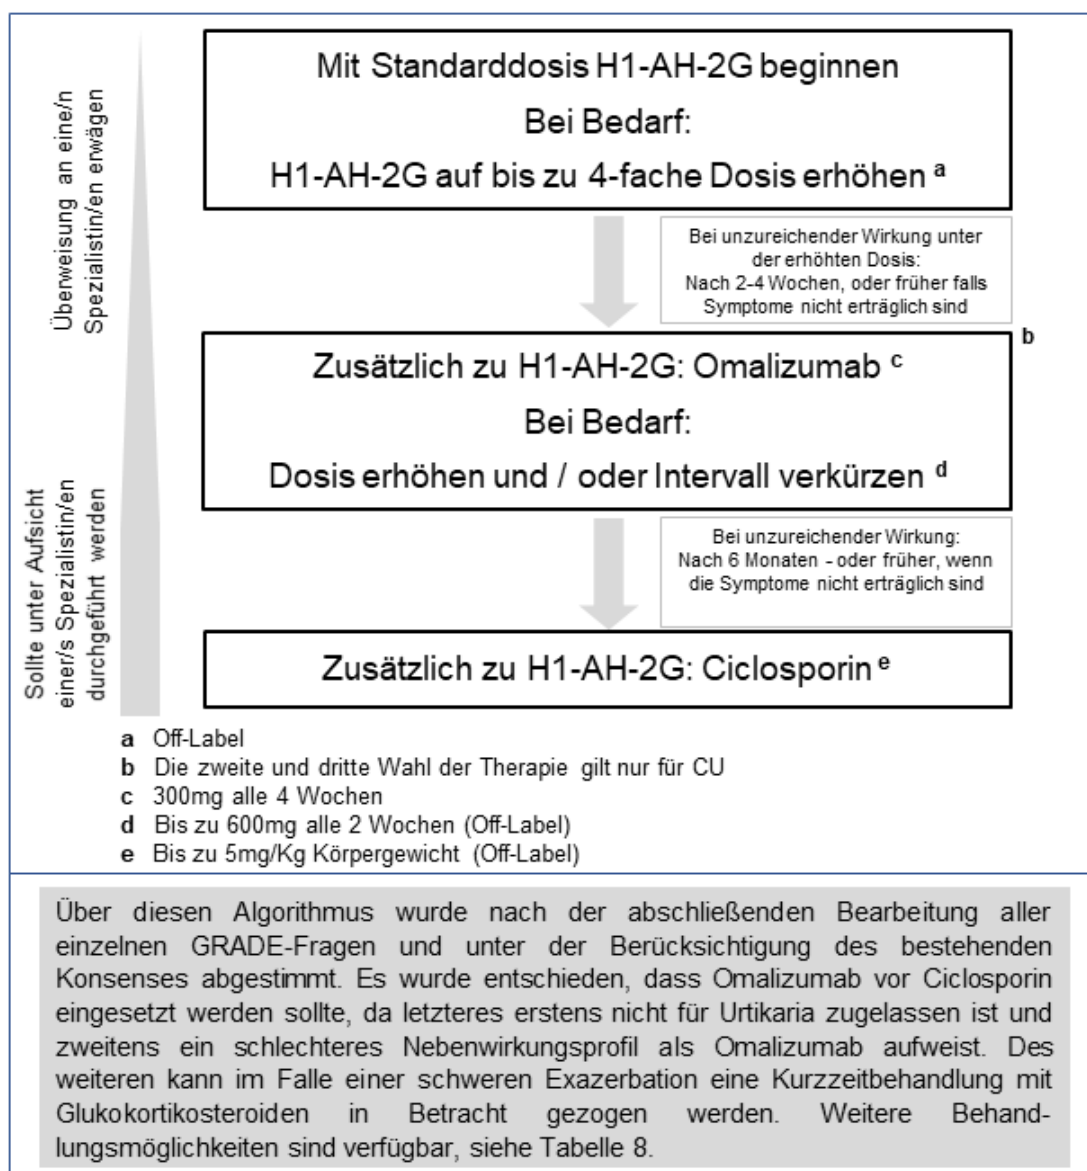 Mit Standarddosis H1-AH-2G beginnen
Bei Bedarf:
H1-AH-2G auf bis zu 4-fache Dosis erhöhen a
Überweisung an eine/n
Spezialistin/en erwägen
Bei unzureichender Wirkung unter
der erhöhten Dosis:
Nach 2-4 Wochen, oder früher falls
Symptome nicht erträglich sind
b
Zusätzlich zu H1-AH-2G: Omalizumab c
Bei Bedarf:
Dosis erhöhen und / oder Intervall verkürzen d
Sollte unter Aufsicht
einer/s Spezialistin/en
durchgeführt werden
Bei unzureichender Wirkung:
Nach 6 Monaten - oder früher, wenn
die Symptome nicht erträglich sind
Zusätzlich zu H1-AH-2G: Ciclosporin e
a Off-Label
b Die zweite und dritte Wahl der Therapie gilt nur für CU
c 300mg alle 4 Wochen
d Bis zu 600mg alle 2 Wochen (Off-Label)
e Bis zu 5mg/Kg Körpergewicht (Off-Label)
Über diesen Algorithmus wurde nach der abschließenden Bearbeitung aller
einzelnen GRADE-Fragen und unter der Berücksichtigung des bestehenden
Konsenses abgestimmt. Es wurde entschieden, dass Omalizumab vor Ciclosporin
eingesetzt werden sollte, da letzteres erstens nicht für Urtikaria zugelassen ist und
zweitens ein schlechteres Nebenwirkungsprofil als Omalizumab aufweist. Des
weiteren kann im Falle einer schweren Exazerbation eine Kurzzeitbehandlung mit
Glukokortikosteroiden in Betracht gezogen werden. Weitere Behand-
lungsmöglichkeiten sind verfügbar, siehe Tabelle 8.